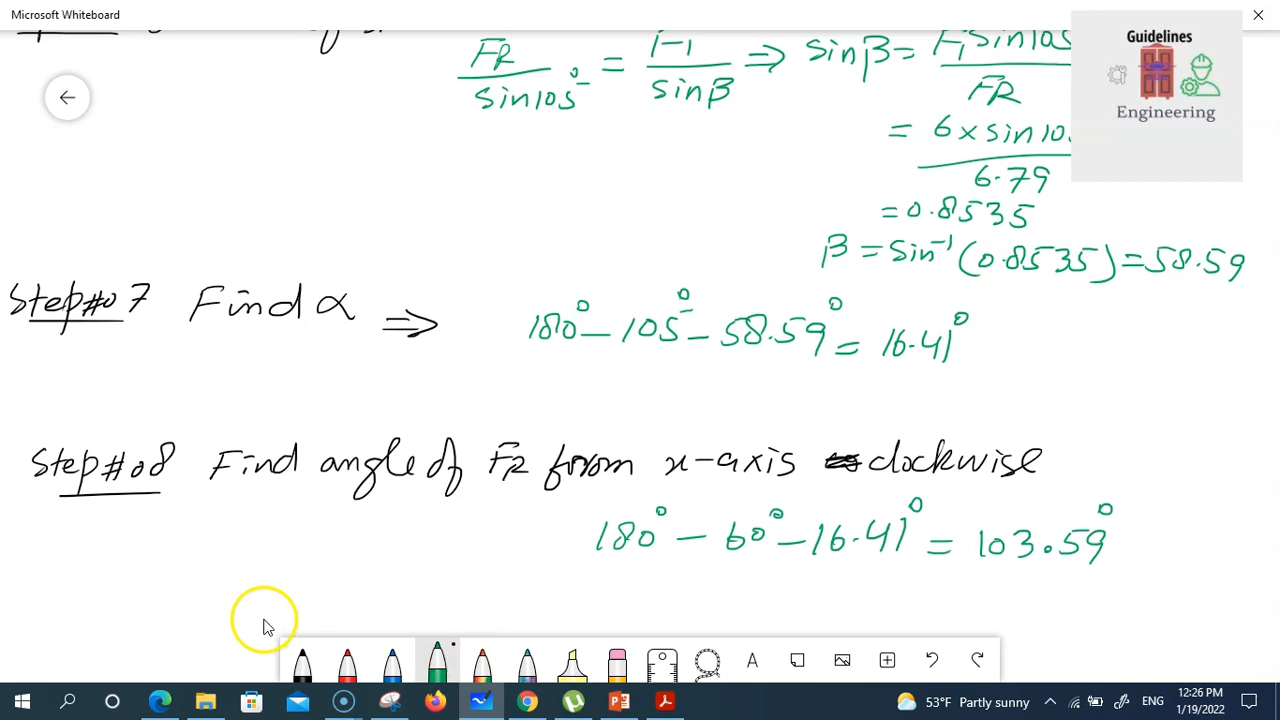 Microsoft Whiteboard
FR/sin105° = F1/sinβ ⇒ sinβ = F1 sin105/FR
= 6 × sin10/6.79
= 0.8535
β = sin⁻¹(0.8535) = 58.59
Step#07 Find α ⇒ 180° - 105° - 58.59° = 16.41°
Step#08 Find angle of FR from x-axis clockwise
180° - 60° - 16.41° = 103.59°
Guidelines
Engineering
53°F Partly sunny
ENG
12:26 PM
1/19/2022